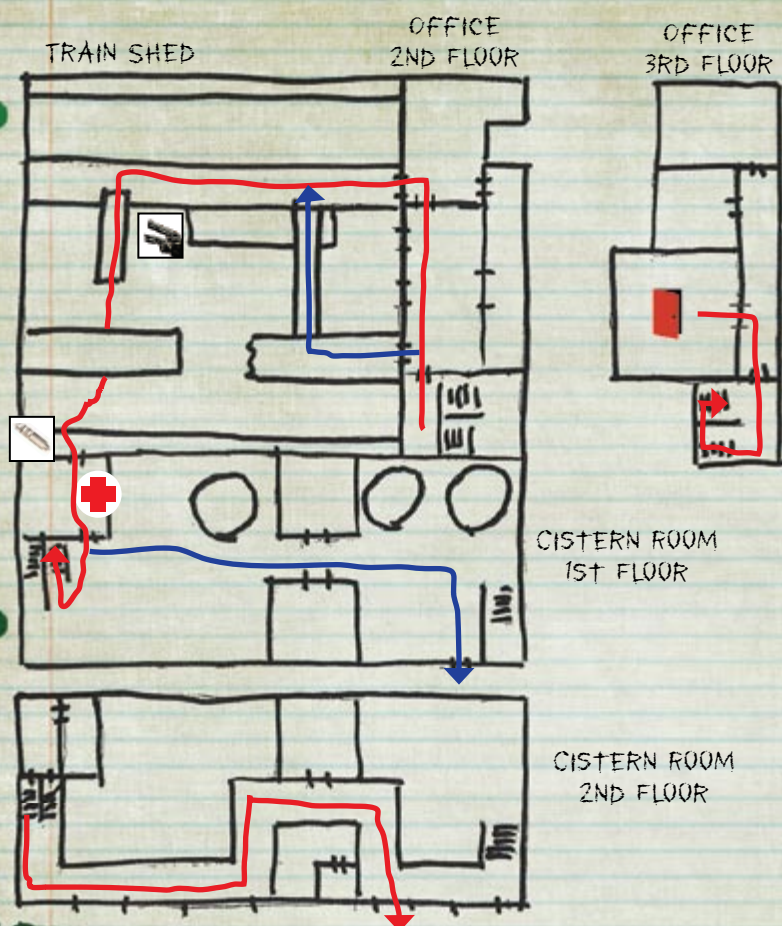 TRAIN SHED
OFFICE
2ND FLOOR
OFFICE
3RD FLOOR
CISTERN ROOM
1ST FLOOR
CISTERN ROOM
2ND FLOOR